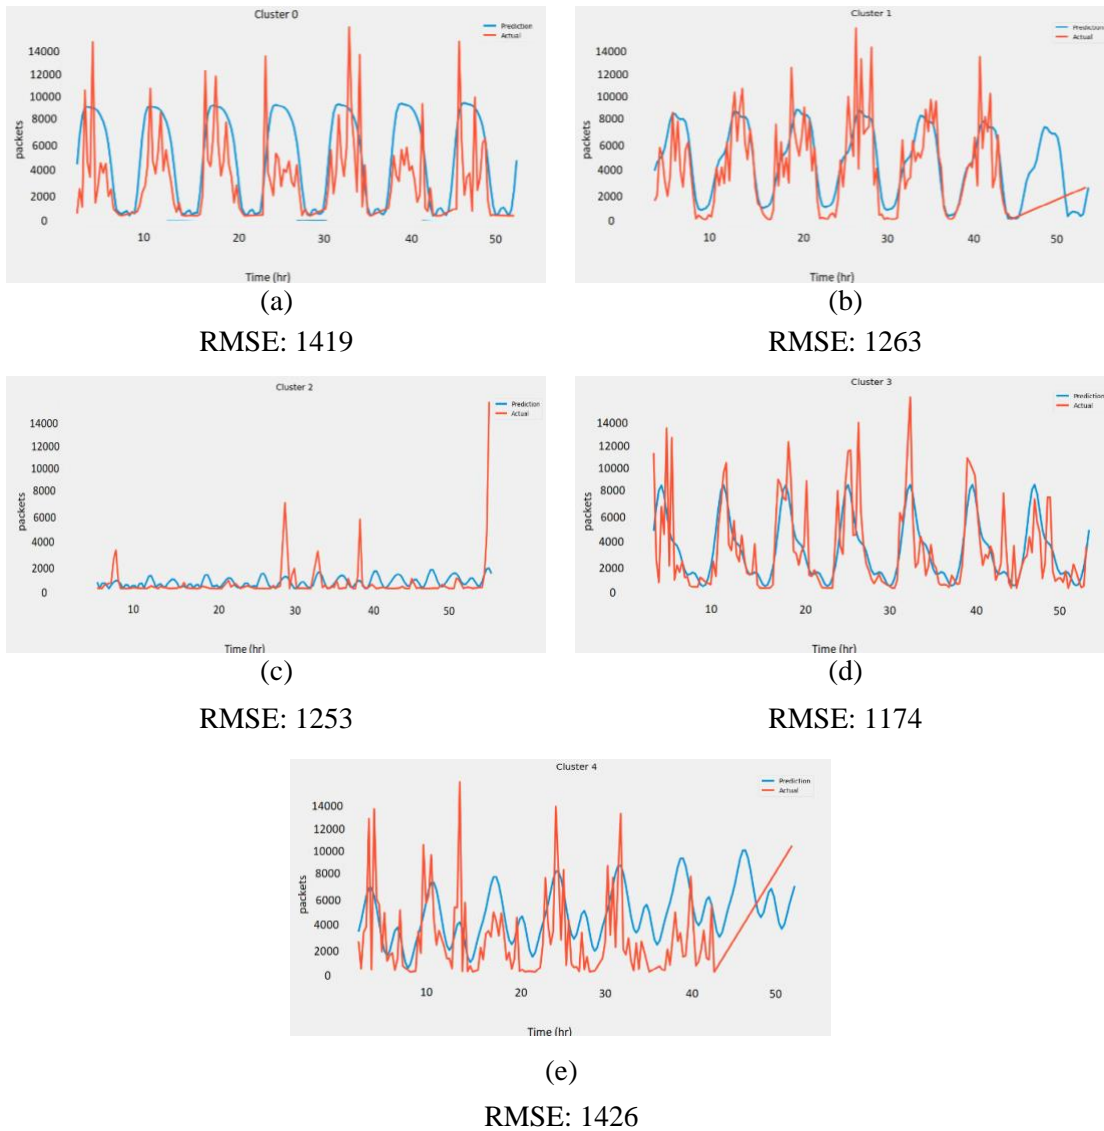 Cluster 0
Prediction
Actual
14000
12000
10000
8000
6000
4000
2000
0
packets
10 20 30 40 50
Time (hr)
(a)
RMSE: 1419
Cluster 1
Prediction
Actual
14000
12000
10000
8000
6000
4000
2000
0
packets
10 20 30 40 50
Time (hr)
(b)
RMSE: 1263
Cluster 2
Prediction
Actual
14000
12000
10000
8000
6000
4000
2000
0
packets
10 20 30 40 50
Time (hr)
(c)
RMSE: 1253
Cluster 3
Prediction
Actual
14000
12000
10000
8000
6000
4000
2000
0
packets
10 20 30 40 50
Time (hr)
(d)
RMSE: 1174
Cluster 4
Prediction
Actual
14000
12000
10000
8000
6000
4000
2000
0
packets
10 20 30 40 50
Time (hr)
(e)
RMSE: 1426